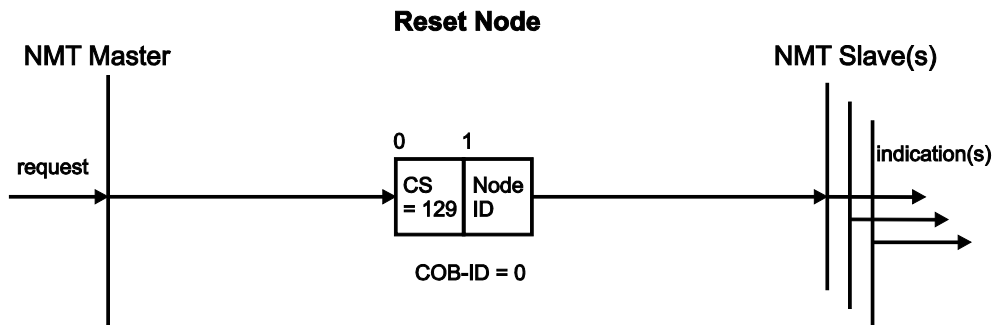 Reset Node
NMT Master
NMT Slave(s)
0 1
request
indication(s)
CS
= 129
Node
ID
COB-ID = 0